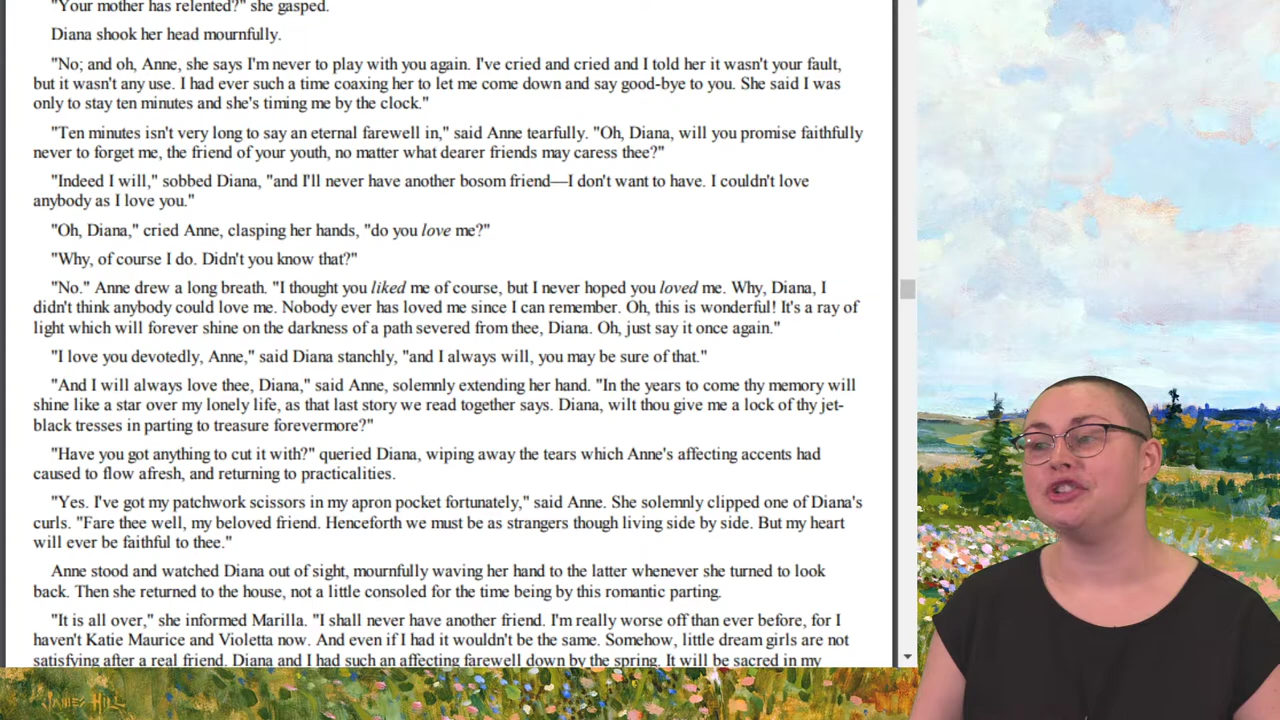 "Your mother has relented?" she gasped.
Diana shook her head mournfully.
"No; and oh, Anne, she says I'm never to play with you again. I've cried and cried and I told her it wasn't your fault,
but it wasn't any use. I had ever such a time coaxing her to let me come down and say good-bye to you. She said I was
only to stay ten minutes and she's timing me by the clock."
"Ten minutes isn't very long to say an eternal farewell in," said Anne tearfully. "Oh, Diana, will you promise faithfully
never to forget me, the friend of your youth, no matter what dearer friends may caress thee?"
"Indeed I will," sobbed Diana, "and I'll never have another bosom friend—I don't want to have. I couldn't love
anybody as I love you."
"Oh, Diana," cried Anne, clasping her hands, "do you love me?"
"Why, of course I do. Didn't you know that?"
"No." Anne drew a long breath. "I thought you liked me of course, but I never hoped you loved me. Why, Diana, I
didn't think anybody could love me. Nobody ever has loved me since I can remember. Oh, this is wonderful! It's a ray of
light which will forever shine on the darkness of a path severed from thee, Diana. Oh, just say it once again."
"I love you devotedly, Anne," said Diana stanchly, "and I always will, you may be sure of that."
"And I will always love thee, Diana," said Anne, solemnly extending her hand. "In the years to come thy memory will
shine like a star over my lonely life, as that last story we read together says. Diana, wilt thou give me a lock of thy jet-
black tresses in parting to treasure forevermore?"
"Have you got anything to cut it with?" queried Diana, wiping away the tears which Anne's affecting accents had
caused to flow afresh, and returning to practicalities.
"Yes. I've got my patchwork scissors in my apron pocket fortunately," said Anne. She solemnly clipped one of Diana's
curls. "Fare thee well, my beloved friend. Henceforth we must be as strangers though living side by side. But my heart
will ever be faithful to thee."
Anne stood and watched Diana out of sight, mournfully waving her hand to the latter whenever she turned to look
back. Then she returned to the house, not a little consoled for the time being by this romantic parting.
"It is all over," she informed Marilla. "I shall never have another friend. I'm really worse off than ever before, for I
haven't Katie Maurice and Violetta now. And even if I had it wouldn't be the same. Somehow, little dream girls are not
satisfying after a real friend. Diana and I had such an affecting farewell down by the spring. It will be sacred in my
JAMES HILL